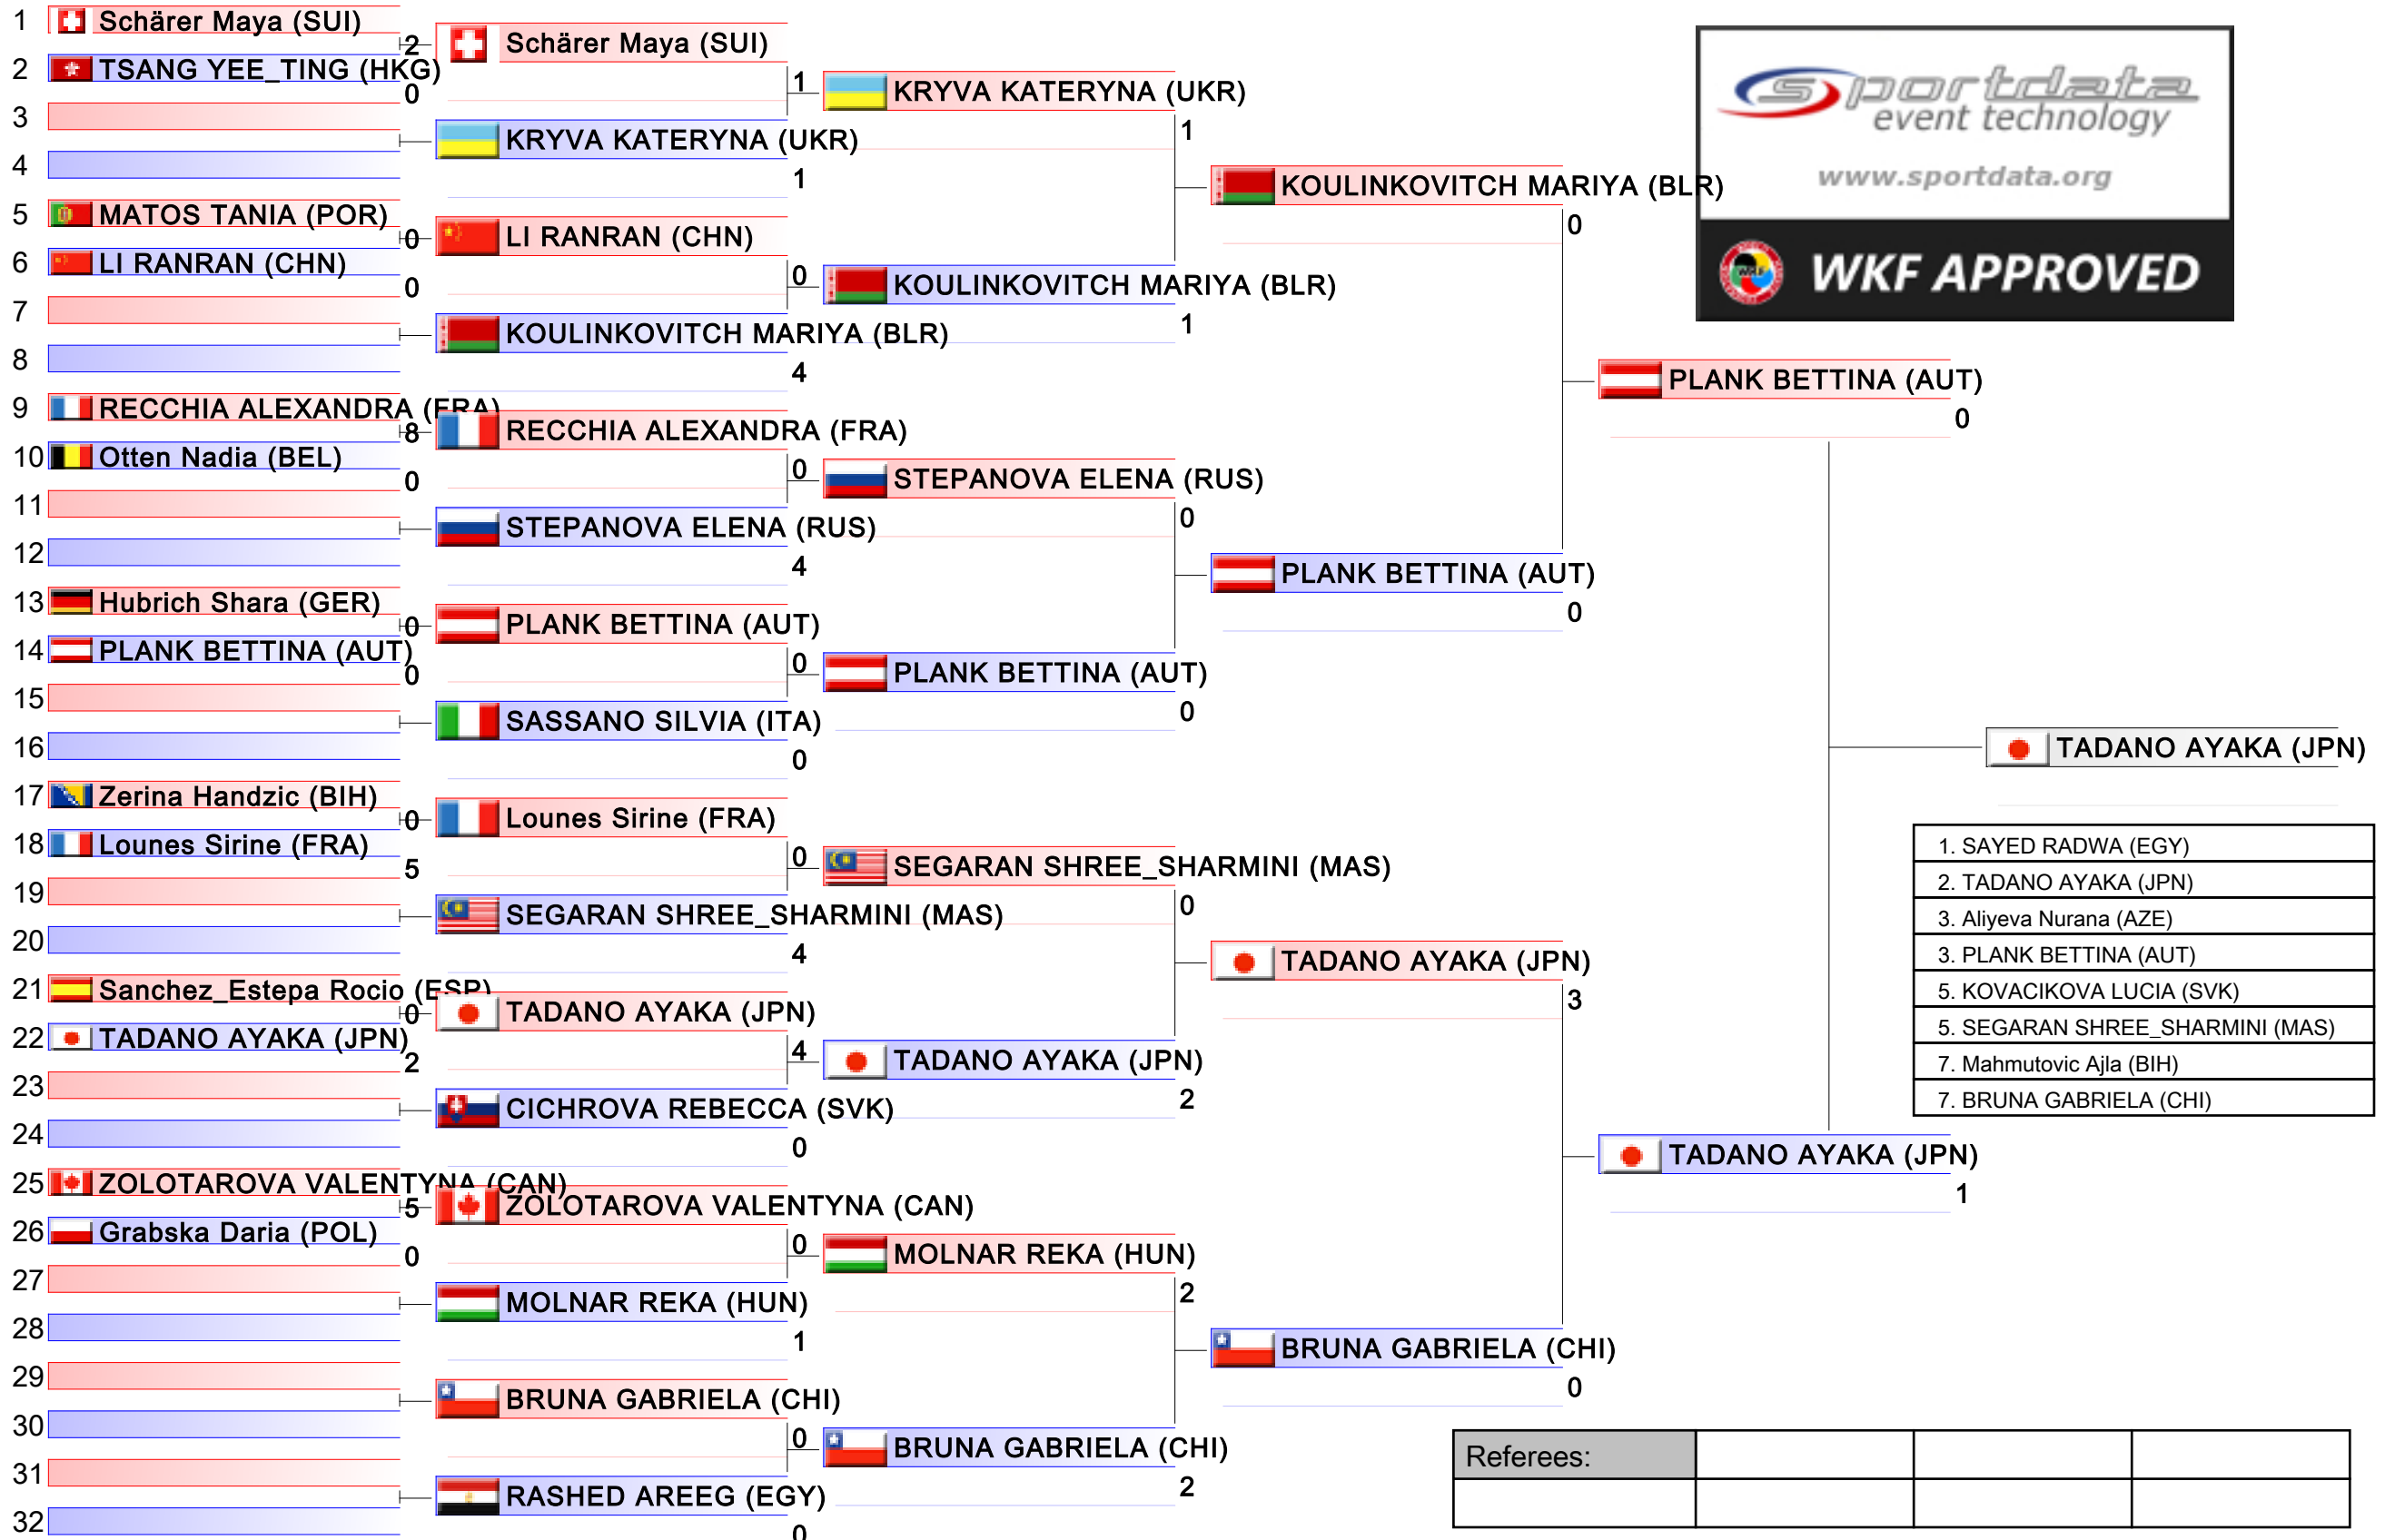 1 Schärer Maya (SUI)
2
2 TSANG YEE_TING (HKG)
0
3
4
5 MATOS TANIA (POR)
0
6 LI RANRAN (CHN)
0
7
8
9 RECCHIA ALEXANDRA (FRA)
8
10 Otten Nadia (BEL)
0
11
12
13 Hubrich Shara (GER)
0
14 PLANK BETTINA (AUT)
0
15
16
17 Zerina Handzic (BIH)
0
18 Lounes Sirine (FRA)
5
19
20
21 Sanchez_Estepa Rocio (ESP)
0
22 TADANO AYAKA (JPN)
2
23
24
25 ZOLOTAROVA VALENTYNA (CAN)
5
26 Grabska Daria (POL)
0
27
28
29
30
31
32
Schärer Maya (SUI)
1
KRYVA KATERYNA (UKR)
1
LI RANRAN (CHN)
0
KOULINKOVITCH MARIYA (BLR)
4
RECCHIA ALEXANDRA (FRA)
0
STEPANOVA ELENA (RUS)
4
PLANK BETTINA (AUT)
0
SASSANO SILVIA (ITA)
0
Lounes Sirine (FRA)
0
SEGARAN SHREE_SHARMINI (MAS)
4
TADANO AYAKA (JPN)
4
CICHROVA REBECCA (SVK)
0
ZOLOTAROVA VALENTYNA (CAN)
0
MOLNAR REKA (HUN)
1
BRUNA GABRIELA (CHI)
0
RASHED AREEG (EGY)
0
KRYVA KATERYNA (UKR)
1
KOULINKOVITCH MARIYA (BLR)
1
STEPANOVA ELENA (RUS)
0
PLANK BETTINA (AUT)
0
SEGARAN SHREE_SHARMINI (MAS)
0
TADANO AYAKA (JPN)
2
MOLNAR REKA (HUN)
2
BRUNA GABRIELA (CHI)
2
KOULINKOVITCH MARIYA (BLR)
0
PLANK BETTINA (AUT)
0
TADANO AYAKA (JPN)
3
BRUNA GABRIELA (CHI)
0
PLANK BETTINA (AUT)
0
TADANO AYAKA (JPN)
1
TADANO AYAKA (JPN)
sportdata
event technology
www.sportdata.org
WKF
WKF APPROVED
1. SAYED RADWA (EGY)
2. TADANO AYAKA (JPN)
3. Aliyeva Nurana (AZE)
3. PLANK BETTINA (AUT)
5. KOVACIKOVA LUCIA (SVK)
5. SEGARAN SHREE_SHARMINI (MAS)
7. Mahmutovic Ajla (BIH)
7. BRUNA GABRIELA (CHI)
Referees: